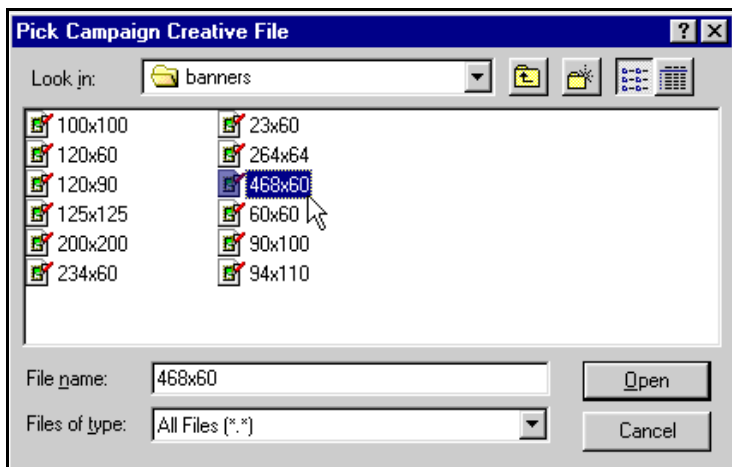 Pick Campaign Creative File
Look in: banners
100x100 23x60
120x60 264x64
120x90 468x60
125x125 60x60
200x200 90x100
234x60 94x110
File name: 468x60 Open
Files of type: All Files (*.*) Cancel